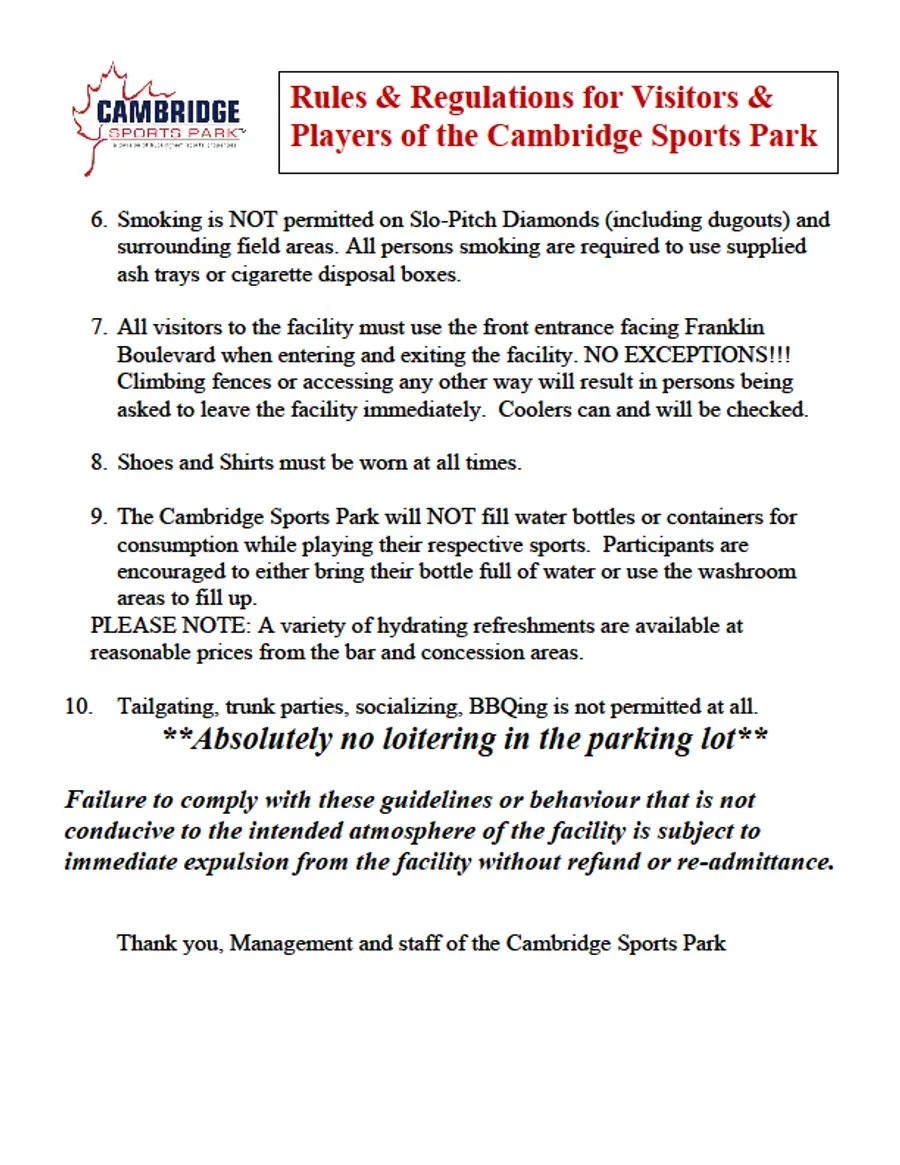 CAMBRIDGE
SPORTS PARK™
Rules & Regulations for Visitors &
Players of the Cambridge Sports Park
6. Smoking is NOT permitted on Slo-Pitch Diamonds (including dugouts) and
surrounding field areas. All persons smoking are required to use supplied
ash trays or cigarette disposal boxes.
7. All visitors to the facility must use the front entrance facing Franklin
Boulevard when entering and exiting the facility. NO EXCEPTIONS!!!
Climbing fences or accessing any other way will result in persons being
asked to leave the facility immediately.  Coolers can and will be checked.
8. Shoes and Shirts must be worn at all times.
9. The Cambridge Sports Park will NOT fill water bottles or containers for
consumption while playing their respective sports.  Participants are
encouraged to either bring their bottle full of water or use the washroom
areas to fill up.
PLEASE NOTE: A variety of hydrating refreshments are available at
reasonable prices from the bar and concession areas.
10. Tailgating, trunk parties, socializing, BBQing is not permitted at all.
**Absolutely no loitering in the parking lot**
Failure to comply with these guidelines or behaviour that is not
conducive to the intended atmosphere of the facility is subject to
immediate expulsion from the facility without refund or re-admittance.
Thank you, Management and staff of the Cambridge Sports Park